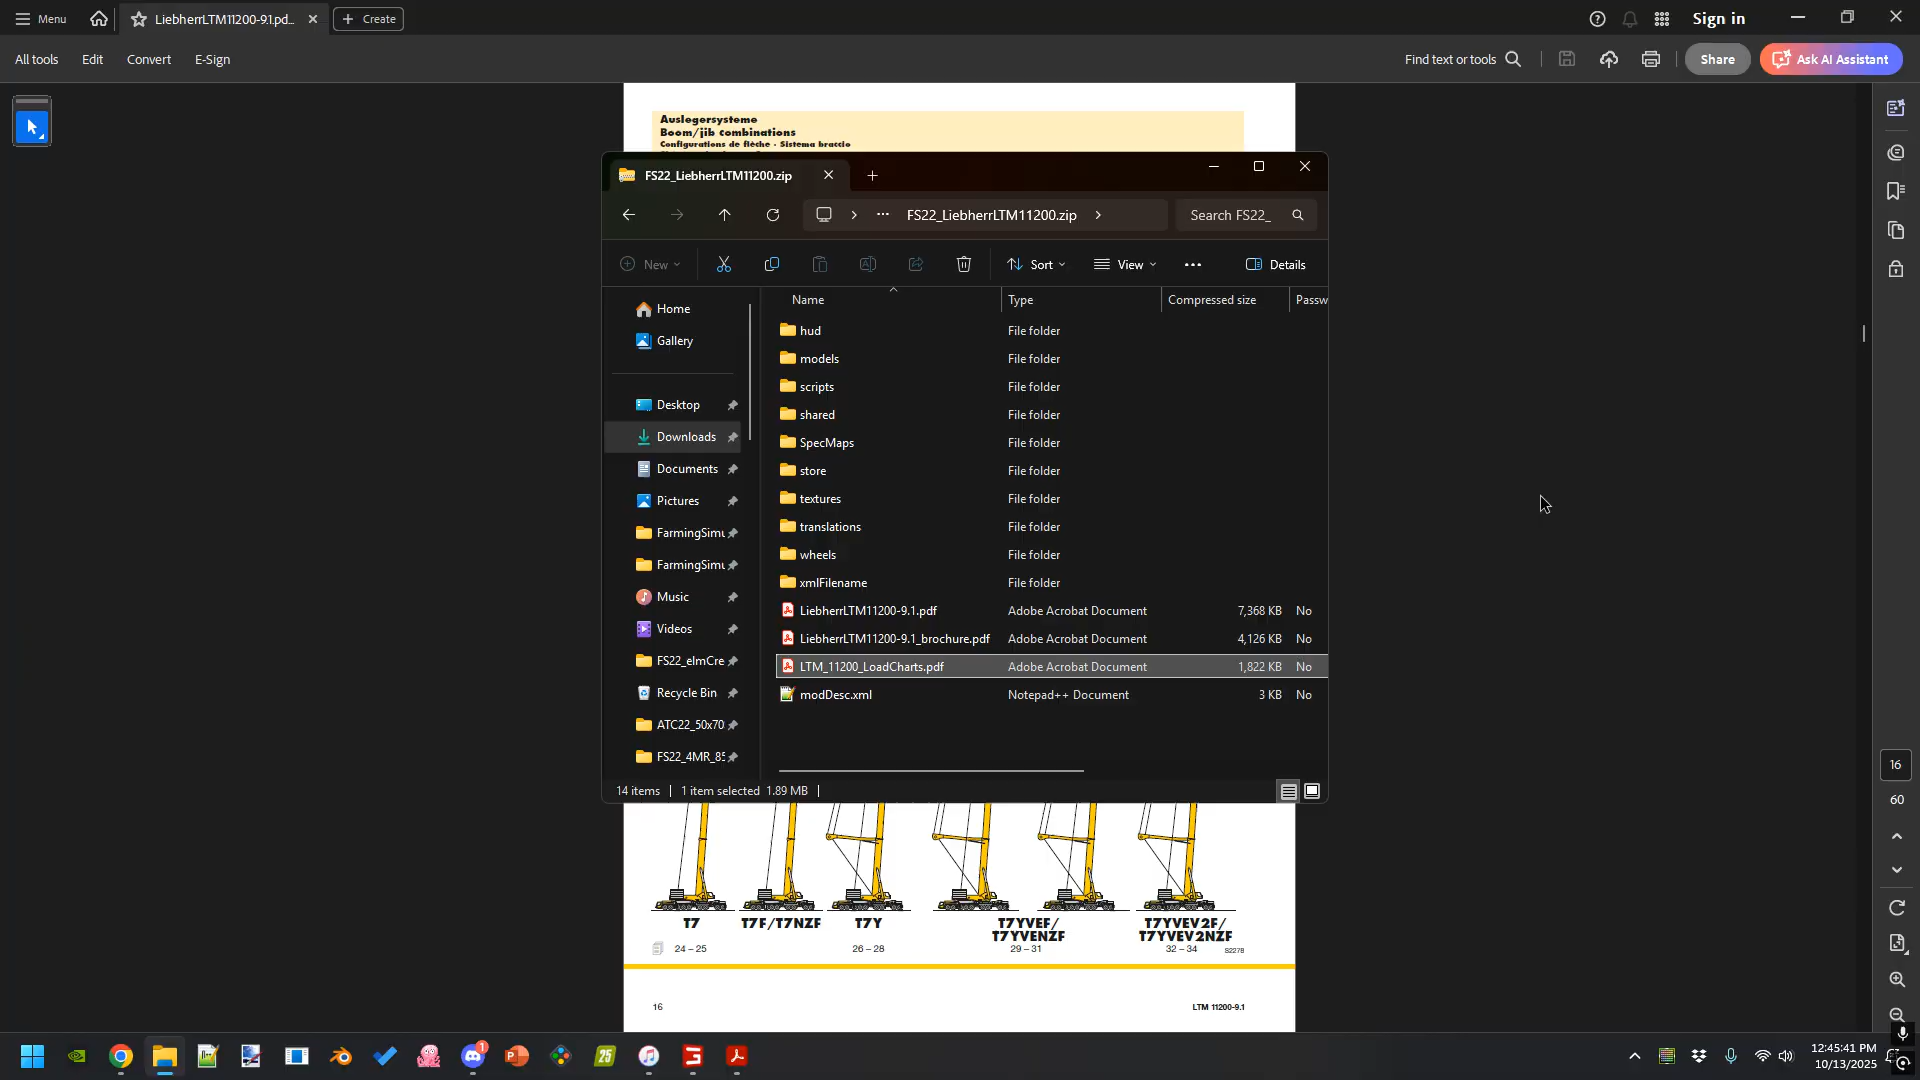 Menu
LiebherrLTM11200-9.1.pd...
Create
Sign in
All tools
Edit
Convert
E-Sign
Find text or tools
Share
Ask AI Assistant
Auslegersysteme
Boom/jib combinations
Configurations de flèche · Sistema braccio
FS22_LiebherrLTM11200.zip
FS22_LiebherrLTM11200.zip
Search FS22_
New
Sort
View
Details
Name
Type
Compressed size
Passw
Home
Gallery
Desktop
Downloads
Documents
Pictures
FarmingSimu
FarmingSimu
Music
Videos
FS22_elmCre
Recycle Bin
ATC22_50x70
FS22_4MR_85
hud File folder
models File folder
scripts File folder
shared File folder
SpecMaps File folder
store File folder
textures File folder
translations File folder
wheels File folder
xmlFilename File folder
LiebherrLTM11200-9.1.pdf Adobe Acrobat Document 7,368 KB No
LiebherrLTM11200-9.1_brochure.pdf Adobe Acrobat Document 4,126 KB No
LTM_11200_LoadCharts.pdf Adobe Acrobat Document 1,822 KB No
modDesc.xml Notepad++ Document 3 KB No
14 items
1 item selected 1.89 MB
T7
T7F/T7NZF
T7Y
T7YVEF/
T7YVENZF
T7YVEV2F/
T7YVEV2NZF
24 – 25
26 – 28
29 – 31
32 – 34
S2278
16
LTM 11200-9.1
16
60
1
25
12:45:41 PM
10/13/2025